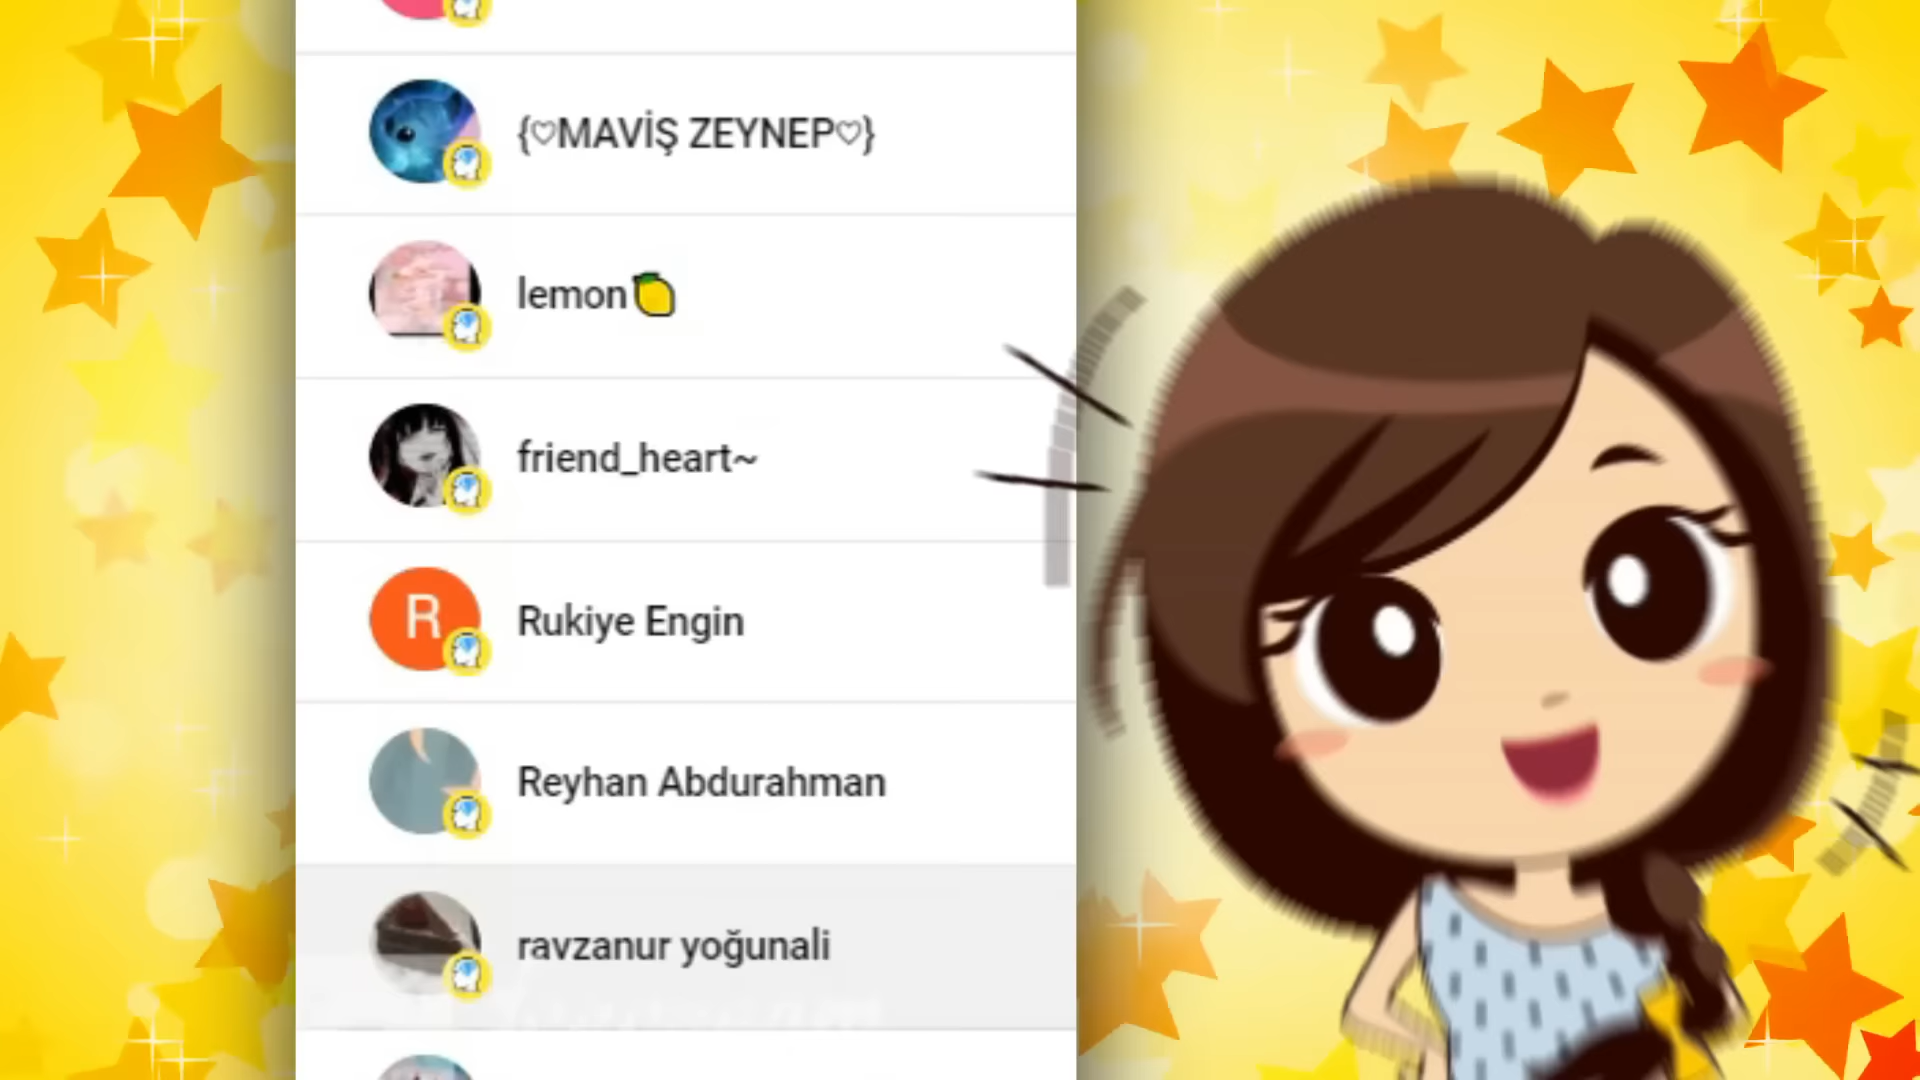 {♡MAVİŞ ZEYNEP♡}
lemon🍋
friend_heart~
R
Rukiye Engin
Reyhan Abdurahman
ravzanur yoğunali